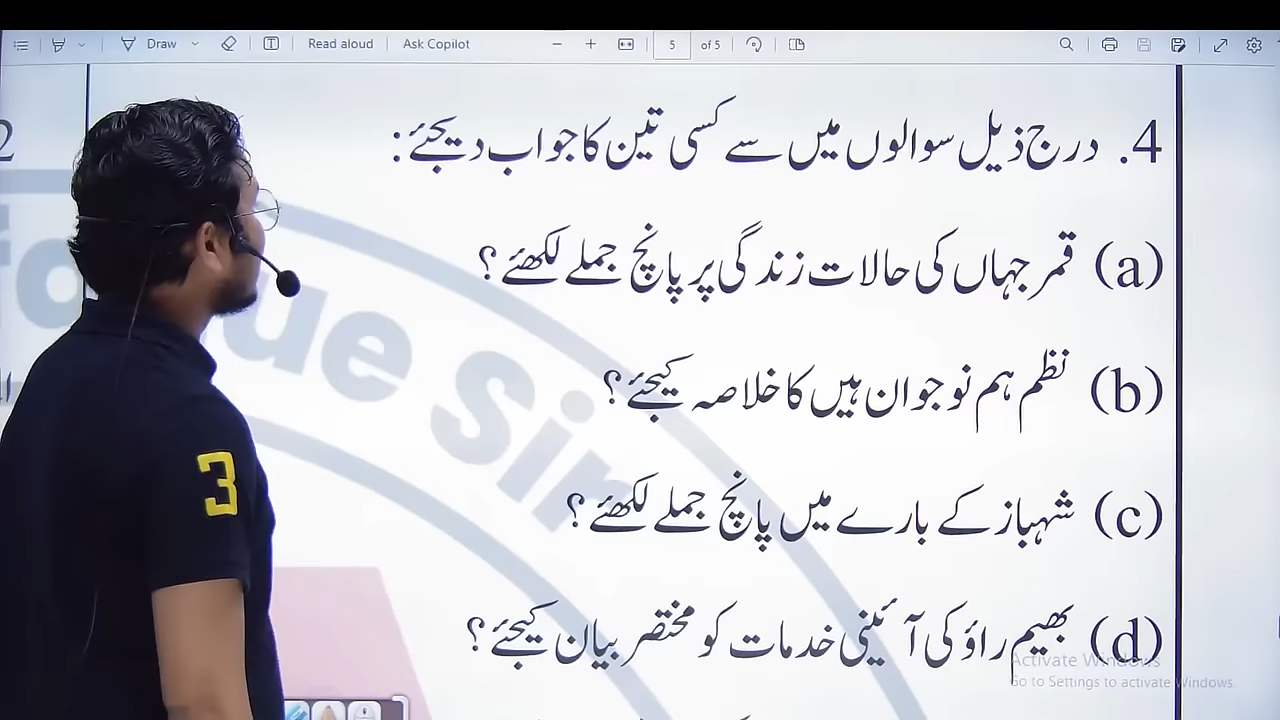 Draw
Read aloud
Ask Copilot
5 of 5
4. درج ذیل سوالوں میں سے کسی تین کا جواب دیجئے:
(a) قمر جہاں کی حالات زندگی پر پانچ جملے لکھئے؟
(b) نظم ہم نوجوان ہیں کا خلاصہ کیجئے؟
(c) شہباز کے بارے میں پانچ جملے لکھئے؟
(d) بھیم راؤ کی آئینی خدمات کو مختصر بیان کیجئے؟
3
Activate Windows
Go to Settings to activate Windows.